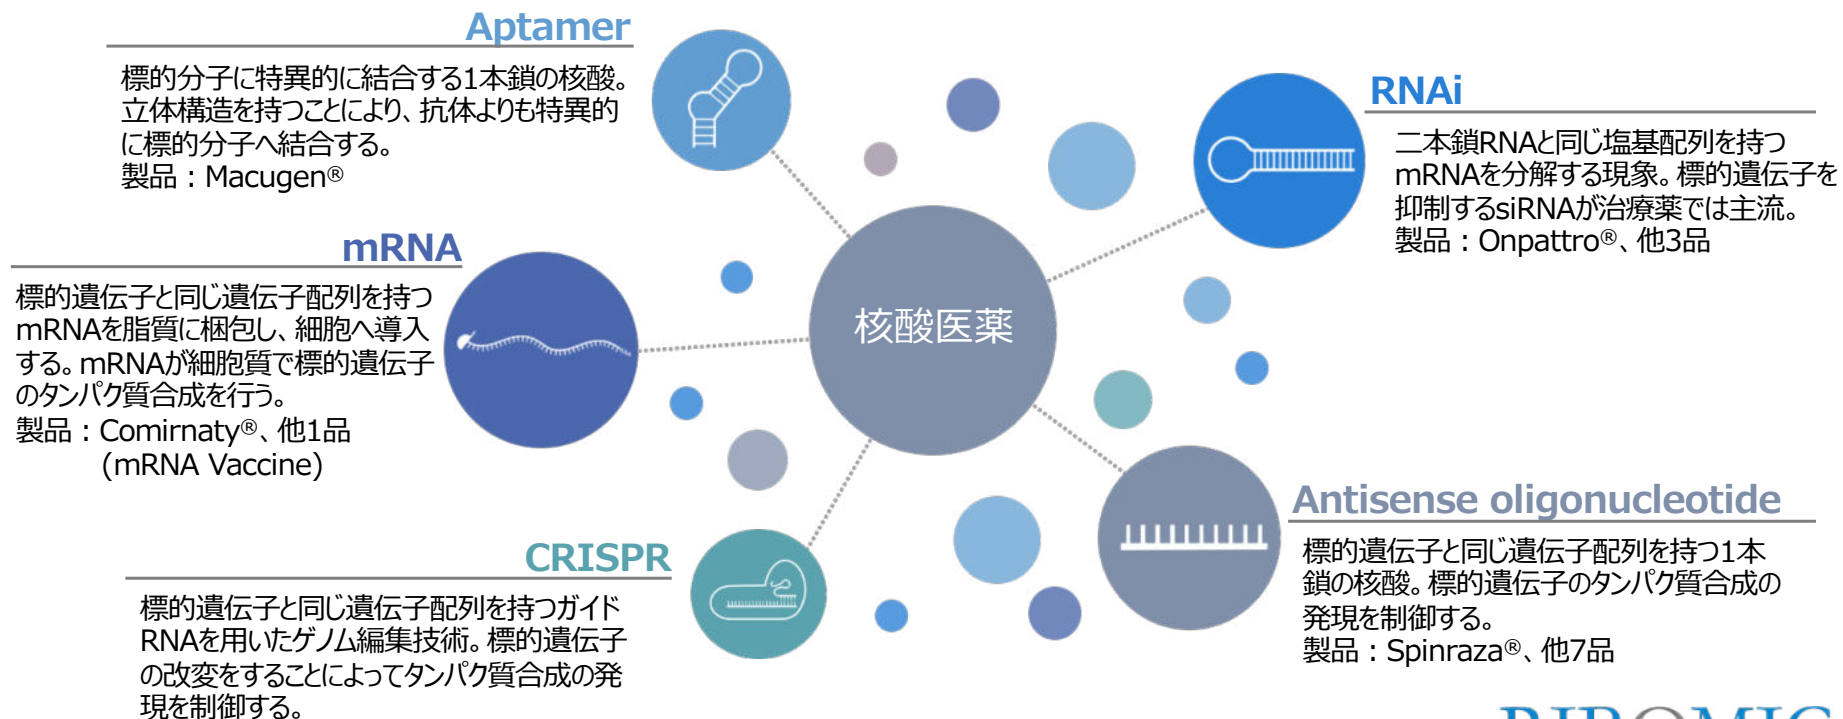 Aptamer
標的分子に特異的に結合する1本鎖の核酸。
立体構造を持つことにより、抗体よりも特異的
に標的分子へ結合する。
製品：Macugen®
RNAi
二本鎖RNAと同じ塩基配列を持つ
mRNAを分解する現象。標的遺伝子を
抑制するsiRNAが治療薬では主流。
製品：Onpattro®、他3品
mRNA
標的遺伝子と同じ遺伝子配列を持つ
mRNAを脂質に梱包し、細胞へ導入
する。mRNAが細胞質で標的遺伝子
のタンパク質合成を行う。
製品：Comirnaty®、他1品
(mRNA Vaccine)
核酸医薬
Antisense oligonucleotide
標的遺伝子と同じ遺伝子配列を持つ1本
鎖の核酸。標的遺伝子のタンパク質合成の
発現を制御する。
製品：Spinraza®、他7品
CRISPR
標的遺伝子と同じ遺伝子配列を持つガイド
RNAを用いたゲノム編集技術。標的遺伝子
の改変をすることによってタンパク質合成の発
現を制御する。
RIBOMIC